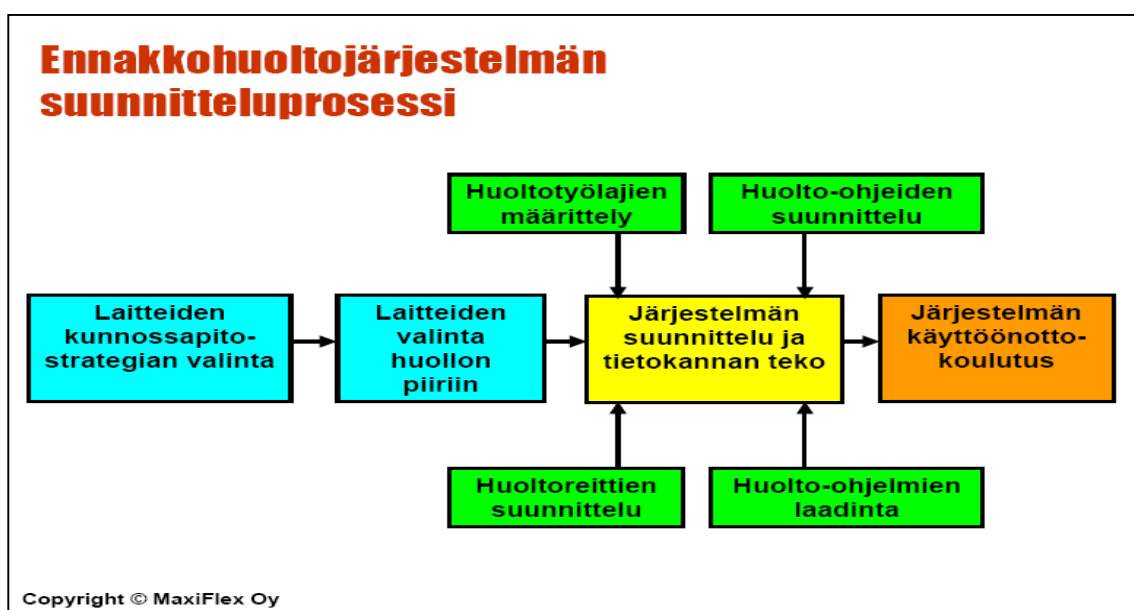 Ennakkohuoltojärjestelmän
suunnitteluprosessi
Huoltotyölajien
määrittely
Huolto-ohjeiden
suunnittelu
Laitteiden
kunnossapito-
strategian valinta
Laitteiden
valinta
huollon
piiriin
Järjestelmän
suunnittelu ja
tietokannan teko
Järjestelmän
käyttöönotto-
koulutus
Huoltoreittien
suunnittelu
Huolto-ohjelmien
laadinta
Copyright © MaxiFlex Oy